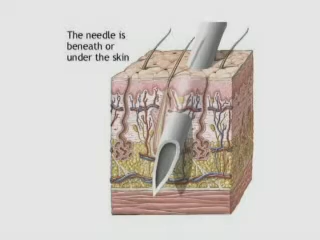 The needle is
beneath or
under the skin